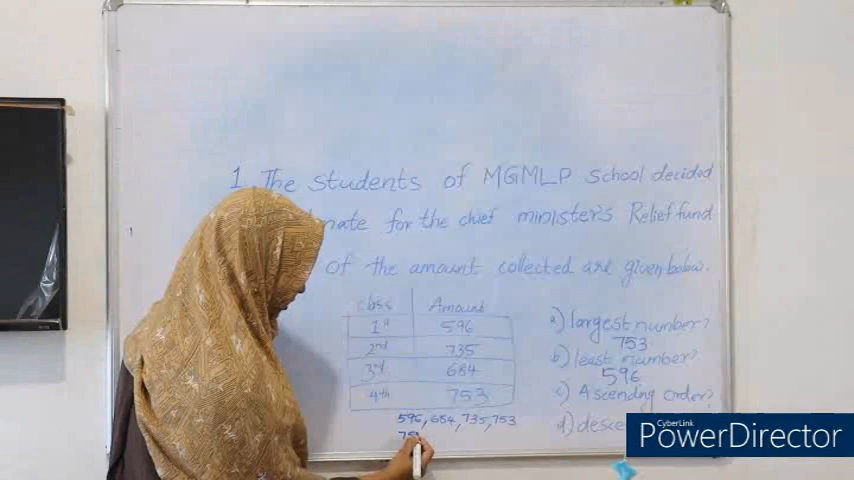 1 The students of MGMLP School decided
for the chief minister's Relief fund
of the amount collected are given below.
class Amount
1st 596
2nd 735
3rd 684
4th 753
596, 684, 735, 753
75
a) largest number?
753
b) least number?
596
c) Ascending order?
d)
CyberLink
PowerDirector